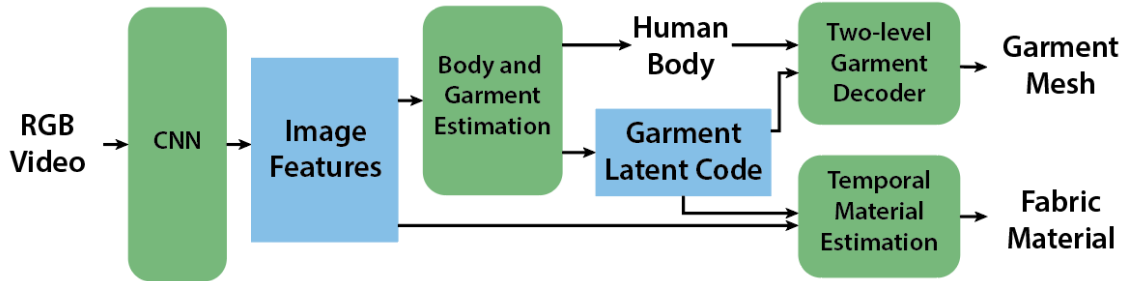 RGB
Video
CNN
Image
Features
Body and
Garment
Estimation
Human
Body
Garment
Latent Code
Two-level
Garment
Decoder
Garment
Mesh
Temporal
Material
Estimation
Fabric
Material